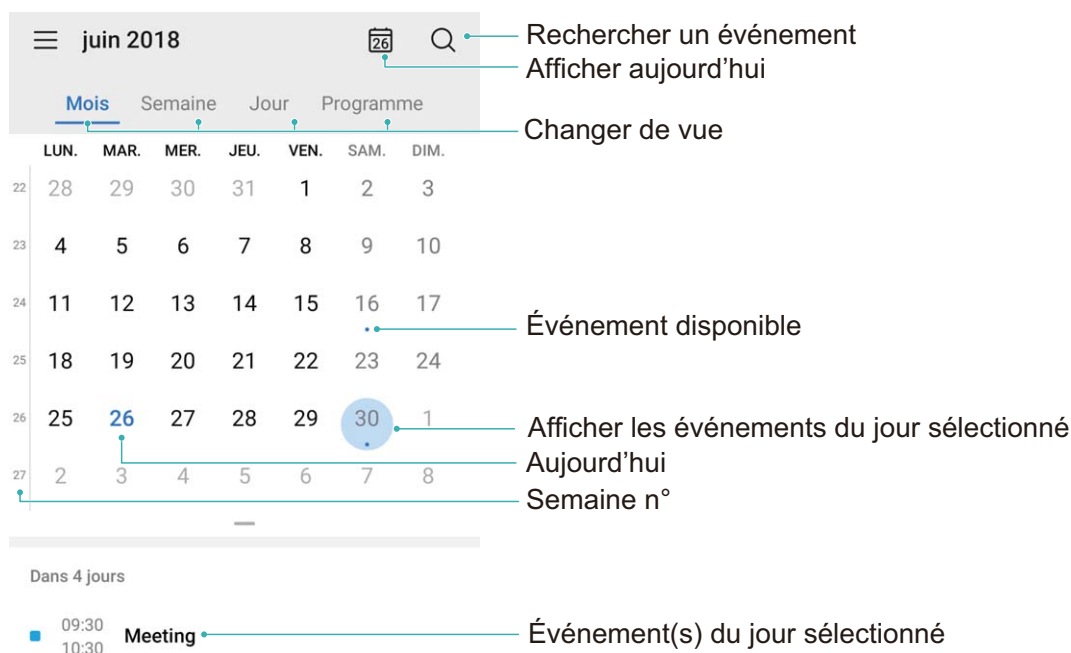 juin 2018
26
Rechercher un événement
Afficher aujourd'hui
Mois Semaine Jour Programme
Changer de vue
LUN. MAR. MER. JEU. VEN. SAM. DIM.
22 28 29 30 31 1 2 3
23 4 5 6 7 8 9 10
24 11 12 13 14 15 16 17
Événement disponible
25 18 19 20 21 22 23 24
26 25 26 27 28 29 30 1
Afficher les événements du jour sélectionné
Aujourd'hui
27 2 3 4 5 6 7 8
Semaine n°
Dans 4 jours
09:30
10:30
Meeting
Événement(s) du jour sélectionné